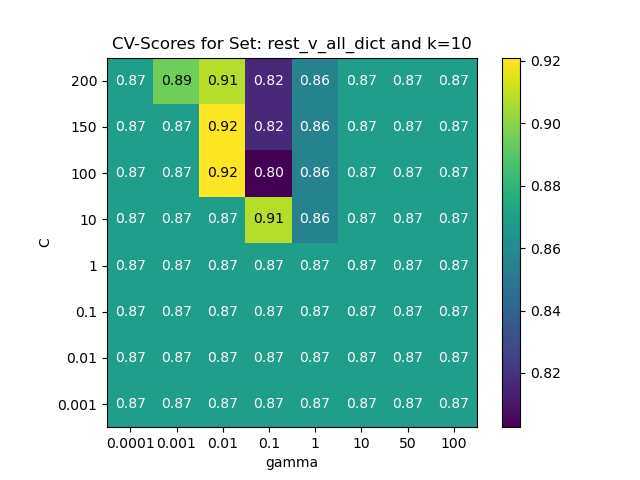 CV-Scores for Set: rest_v_all_dict and k=10
200 0.87 0.89 0.91 0.82 0.86 0.87 0.87 0.87
150 0.87 0.87 0.92 0.82 0.86 0.87 0.87 0.87
100 0.87 0.87 0.92 0.80 0.86 0.87 0.87 0.87
10 0.87 0.87 0.87 0.91 0.86 0.87 0.87 0.87
1 0.87 0.87 0.87 0.87 0.87 0.87 0.87 0.87
0.1 0.87 0.87 0.87 0.87 0.87 0.87 0.87 0.87
0.01 0.87 0.87 0.87 0.87 0.87 0.87 0.87 0.87
0.001 0.87 0.87 0.87 0.87 0.87 0.87 0.87 0.87
0.0001 0.001 0.01 0.1 1 10 50 100
gamma
C
0.92
0.90
0.88
0.86
0.84
0.82